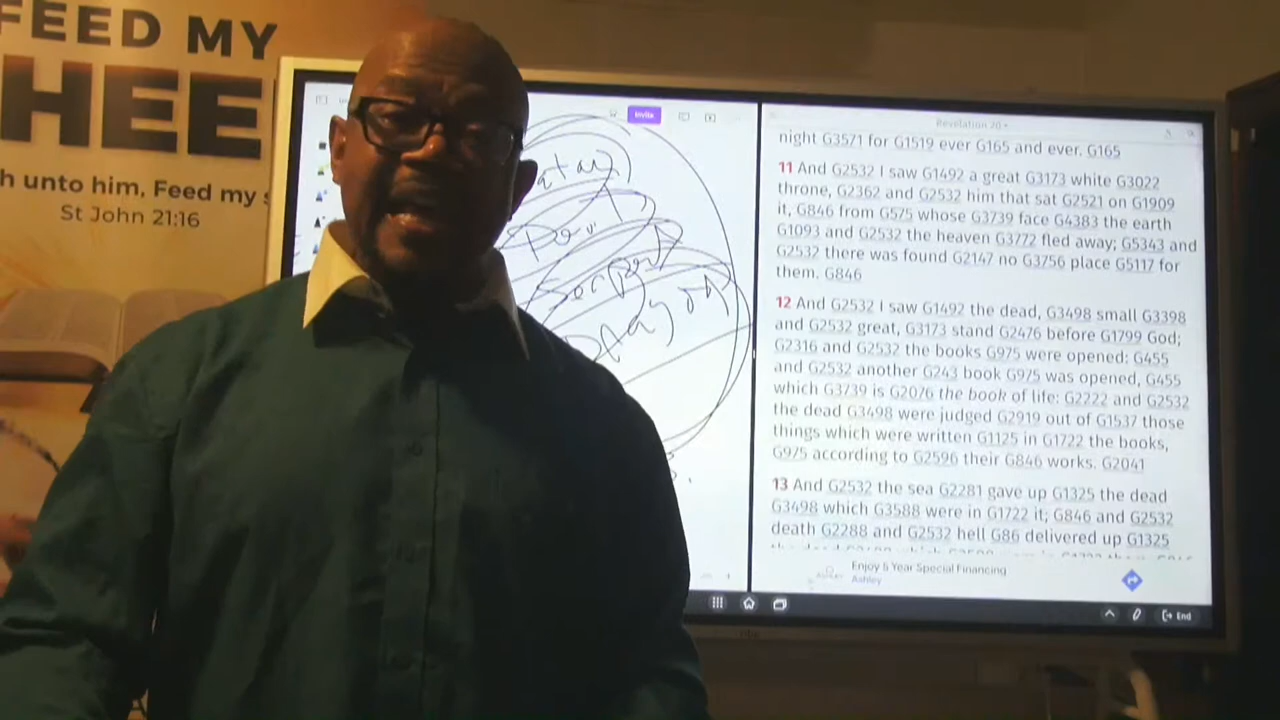 FEED MY
HEE
h unto him, Feed my s
St John 21:16
Invite
Serpent
Dragon
Revelation 20
night G3571 for G1519 ever G165 and ever. G165
11 And G2532 I saw G1492 a great G3173 white G3022
throne, G2362 and G2532 him that sat G2521 on G1909
it, G846 from G575 whose G3739 face G4383 the earth
G1093 and G2532 the heaven G3772 fled away; G5343 and
G2532 there was found G2147 no G3756 place G5117 for
them. G846
12 And G2532 I saw G1492 the dead, G3498 small G3398
and G2532 great, G3173 stand G2476 before G1799 God;
G2316 and G2532 the books G975 were opened: G455
and G2532 another G243 book G975 was opened, G455
which G3739 is G2076 the book of life: G2222 and G2532
the dead G3498 were judged G2919 out of G1537 those
things which were written G1125 in G1722 the books,
G975 according to G2596 their G846 works. G2041
13 And G2532 the sea G2281 gave up G1325 the dead
G3498 which G3588 were in G1722 it; G846 and G2532
death G2288 and G2532 hell G86 delivered up G1325
Enjoy 5 Year Special Financing
Ashley
End